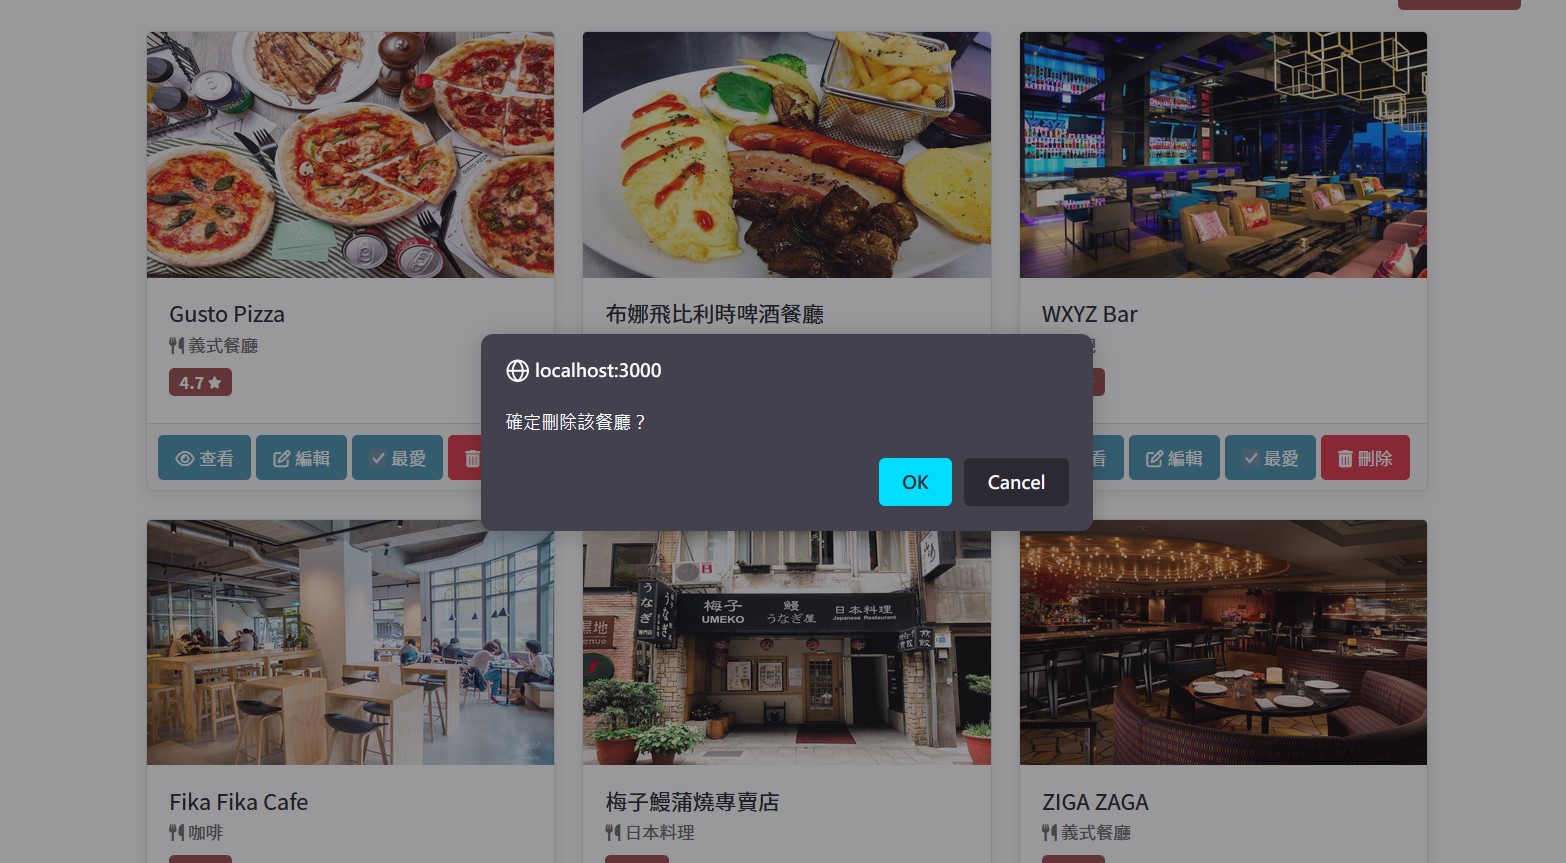 Gusto Pizza
義式餐廳
4.7
查看
編輯
最愛
布娜飛比利時啤酒餐廳
WXYZ Bar
看
編輯
最愛
刪除
localhost:3000
確定刪除該餐廳？
OK
Cancel
梅子
UMEKO
鰻
うなぎ屋
日本料理
Japanese Restaurant
うなぎ
Fika Fika Cafe
咖啡
梅子鰻蒲燒專賣店
日本料理
ZIGA ZAGA
義式餐廳